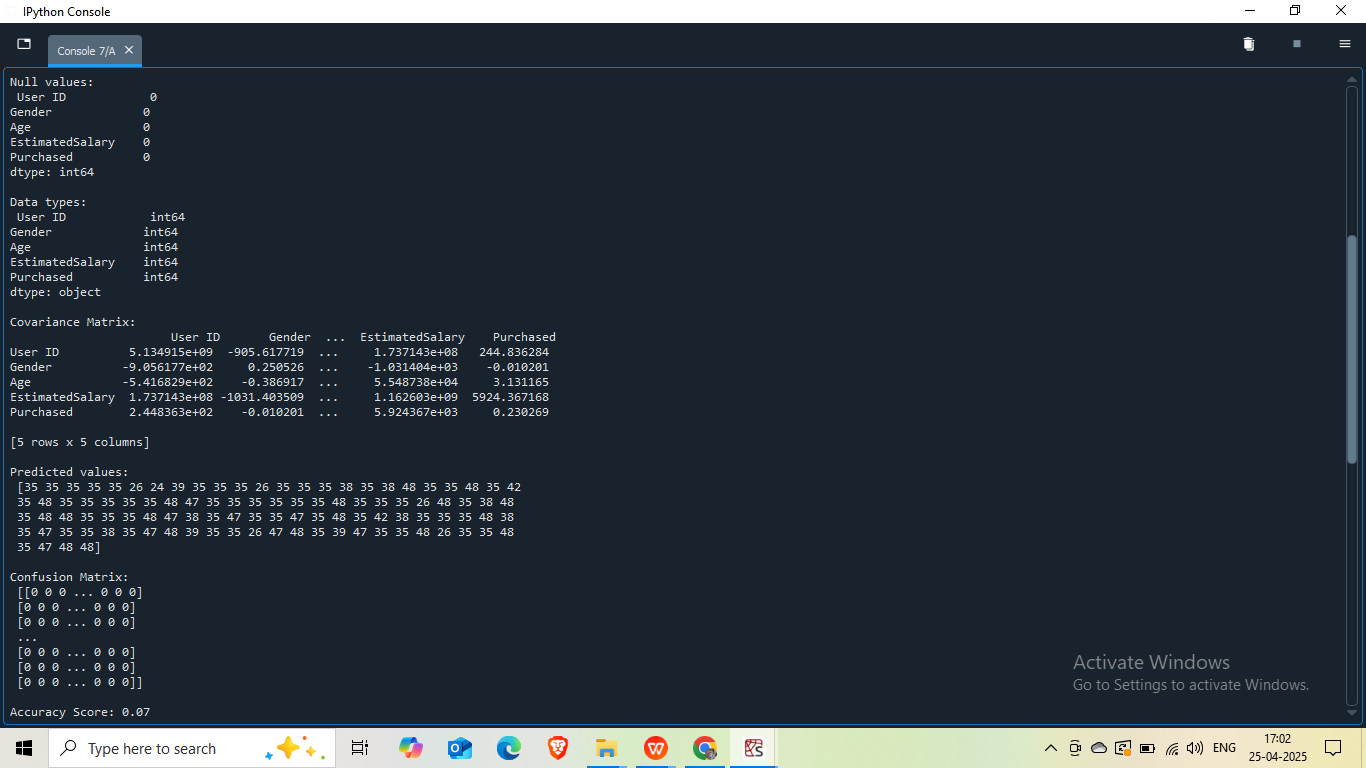 IPython Console
Console 7/A
Null values:
User ID 0
Gender 0
Age 0
EstimatedSalary 0
Purchased 0
dtype: int64
Data types:
User ID int64
Gender int64
Age int64
EstimatedSalary int64
Purchased int64
dtype: object
Covariance Matrix:
User ID Gender ... EstimatedSalary Purchased
User ID 5.134915e+09 -905.617719 ... 1.737143e+08 244.836284
Gender -9.056177e+02 0.250526 ... -1.031404e+03 -0.010201
Age -5.416829e+02 -0.386917 ... 5.548738e+04 3.131165
EstimatedSalary 1.737143e+08 -1031.403509 ... 1.162603e+09 5924.367168
Purchased 2.448363e+02 -0.010201 ... 5.924367e+03 0.230269
[5 rows x 5 columns]
Predicted values:
[35 35 35 35 35 26 24 39 35 35 35 26 35 35 35 38 35 38 48 35 35 48 35 42
35 48 35 35 35 35 35 48 47 35 35 35 35 35 35 48 35 35 35 26 48 35 38 48
35 48 48 35 35 35 48 47 38 35 47 35 35 47 35 48 35 42 38 35 35 35 48 38
35 47 35 35 38 35 47 48 39 35 35 26 47 48 35 39 47 35 35 48 26 35 35 48
35 47 48 48]
Confusion Matrix:
[[0 0 0 ... 0 0 0]
[0 0 0 ... 0 0 0]
[0 0 0 ... 0 0 0]
...
[0 0 0 ... 0 0 0]
[0 0 0 ... 0 0 0]
[0 0 0 ... 0 0 0]]
Accuracy Score: 0.07
Activate Windows
Go to Settings to activate Windows.
Type here to search
ENG
17:02
25-04-2025